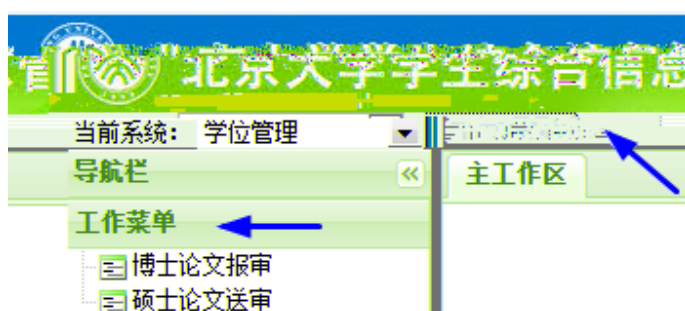 北京大学学生综合信息
当前系统： 学位管理
导航栏
主工作区
工作菜单
博士论文报审
硕士论文送审